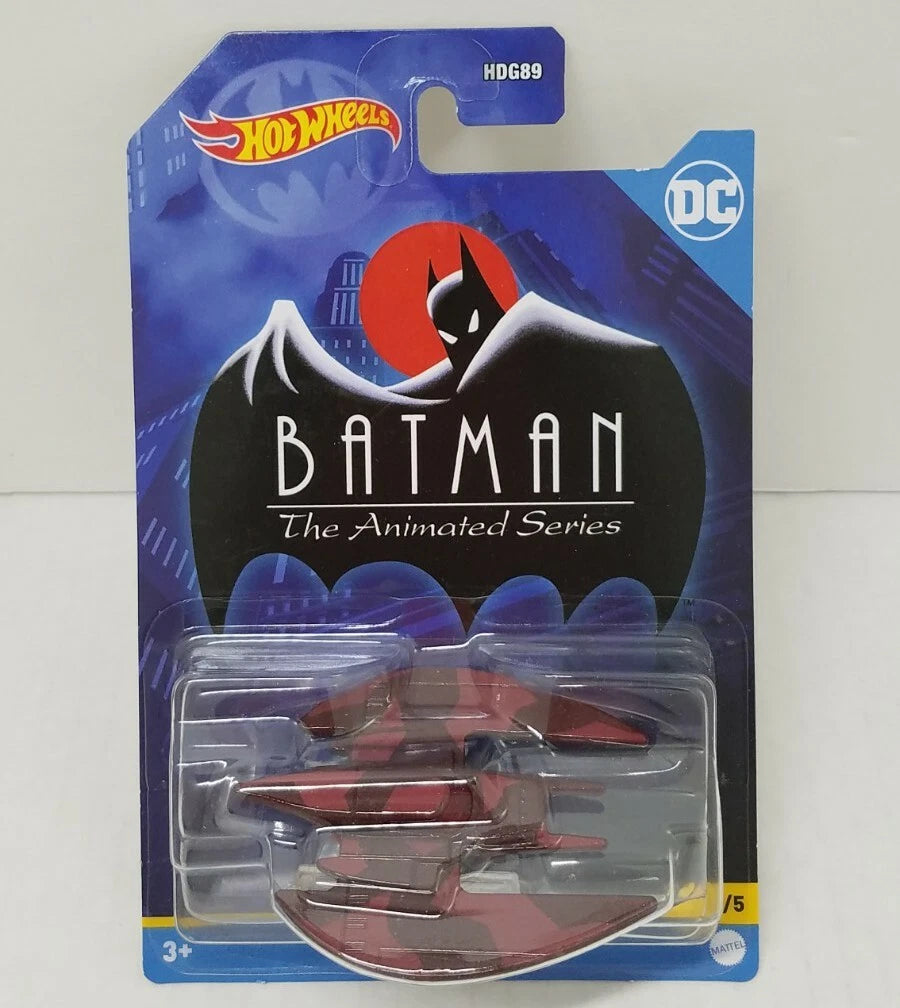 HDG89
HOT WHEELS
DC
BATMAN
The Animated Series
TM
/5
3+
MATTEL